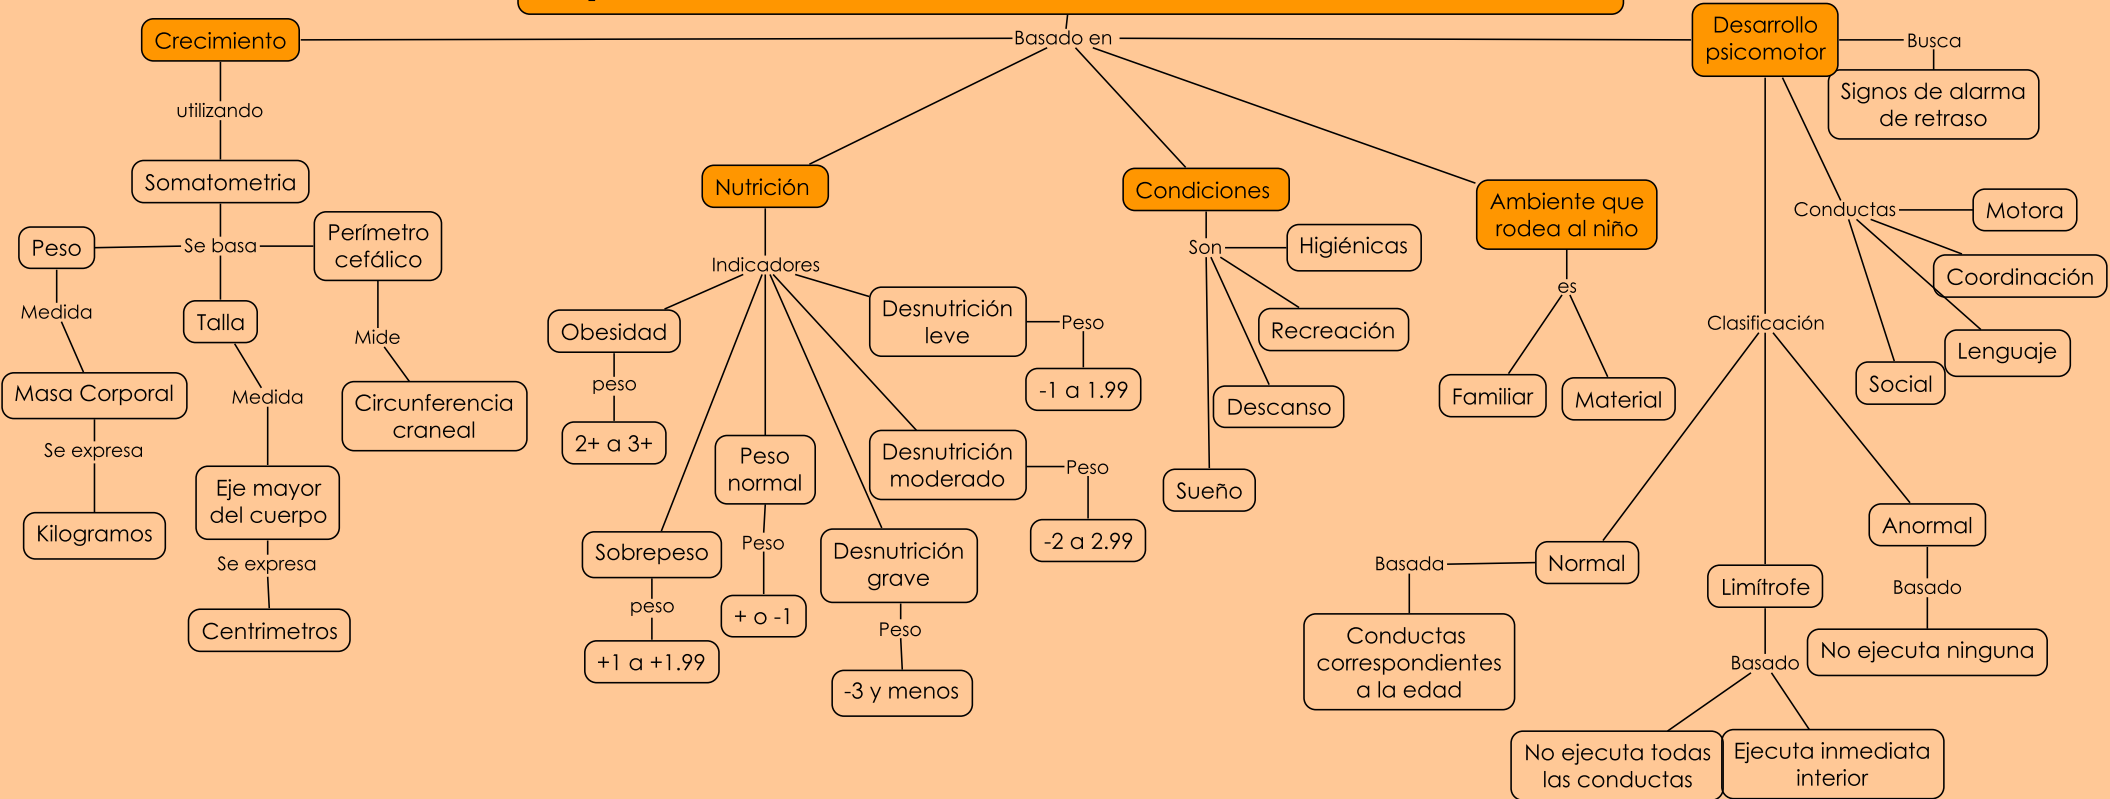 Basado en
Crecimiento
utilizando
Somatometria
Se basa
Peso
Medida
Masa Corporal
Se expresa
Kilogramos
Talla
Medida
Eje mayor
del cuerpo
Se expresa
Centrimetros
Perímetro
cefálico
Mide
Circunferencia
craneal
Nutrición
Indicadores
Obesidad
peso
2+ a 3+
Sobrepeso
peso
+1 a +1.99
Peso
normal
Peso
+ o -1
Desnutrición
grave
Peso
-3 y menos
Desnutrición
moderado
Peso
-2 a 2.99
Desnutrición
leve
Peso
-1 a 1.99
Condiciones
Son
Higiénicas
Recreación
Descanso
Sueño
Ambiente que
rodea al niño
es
Familiar
Material
Desarrollo
psicomotor
Busca
Signos de alarma
de retraso
Conductas
Motora
Coordinación
Lenguaje
Social
Clasificación
Normal
Basada
Conductas
correspondientes
a la edad
Limítrofe
Basado
No ejecuta todas
las conductas
Ejecuta inmediata
interior
Anormal
Basado
No ejecuta ninguna